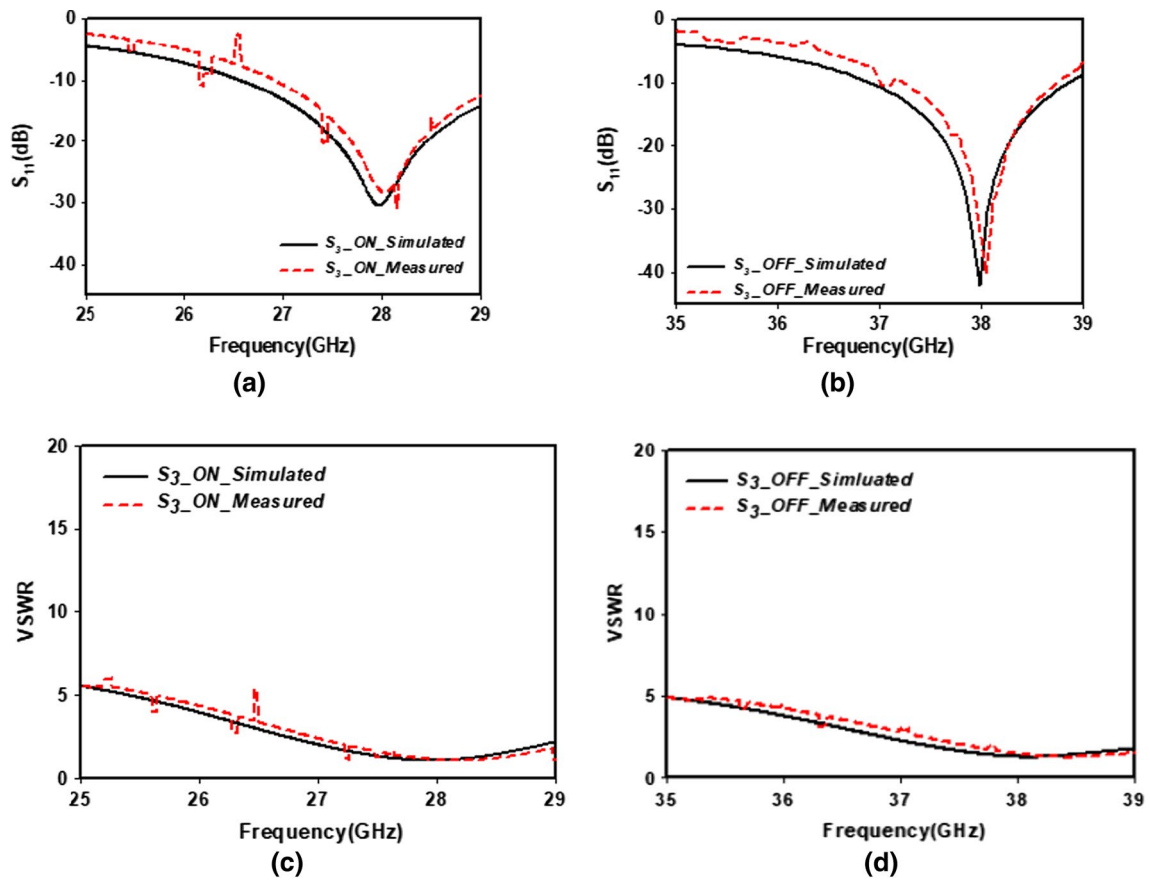 0
-10
-20
-30
-40
S11(dB)
S3_ON_Simulated
S3_ON_Measured
25 26 27 28 29
Frequency(GHz)
(a)
0
-10
-20
-30
-40
S11(dB)
S3_OFF_Simulated
S3_OFF_Measured
35 36 37 38 39
Frequency(GHz)
(b)
20
15
10
5
0
VSWR
S3_ON_Simulated
S3_ON_Measured
25 26 27 28 29
Frequency(GHz)
(c)
20
15
10
5
0
VSWR
S3_OFF_Simluated
S3_OFF_Measured
35 36 37 38 39
Frequency(GHz)
(d)